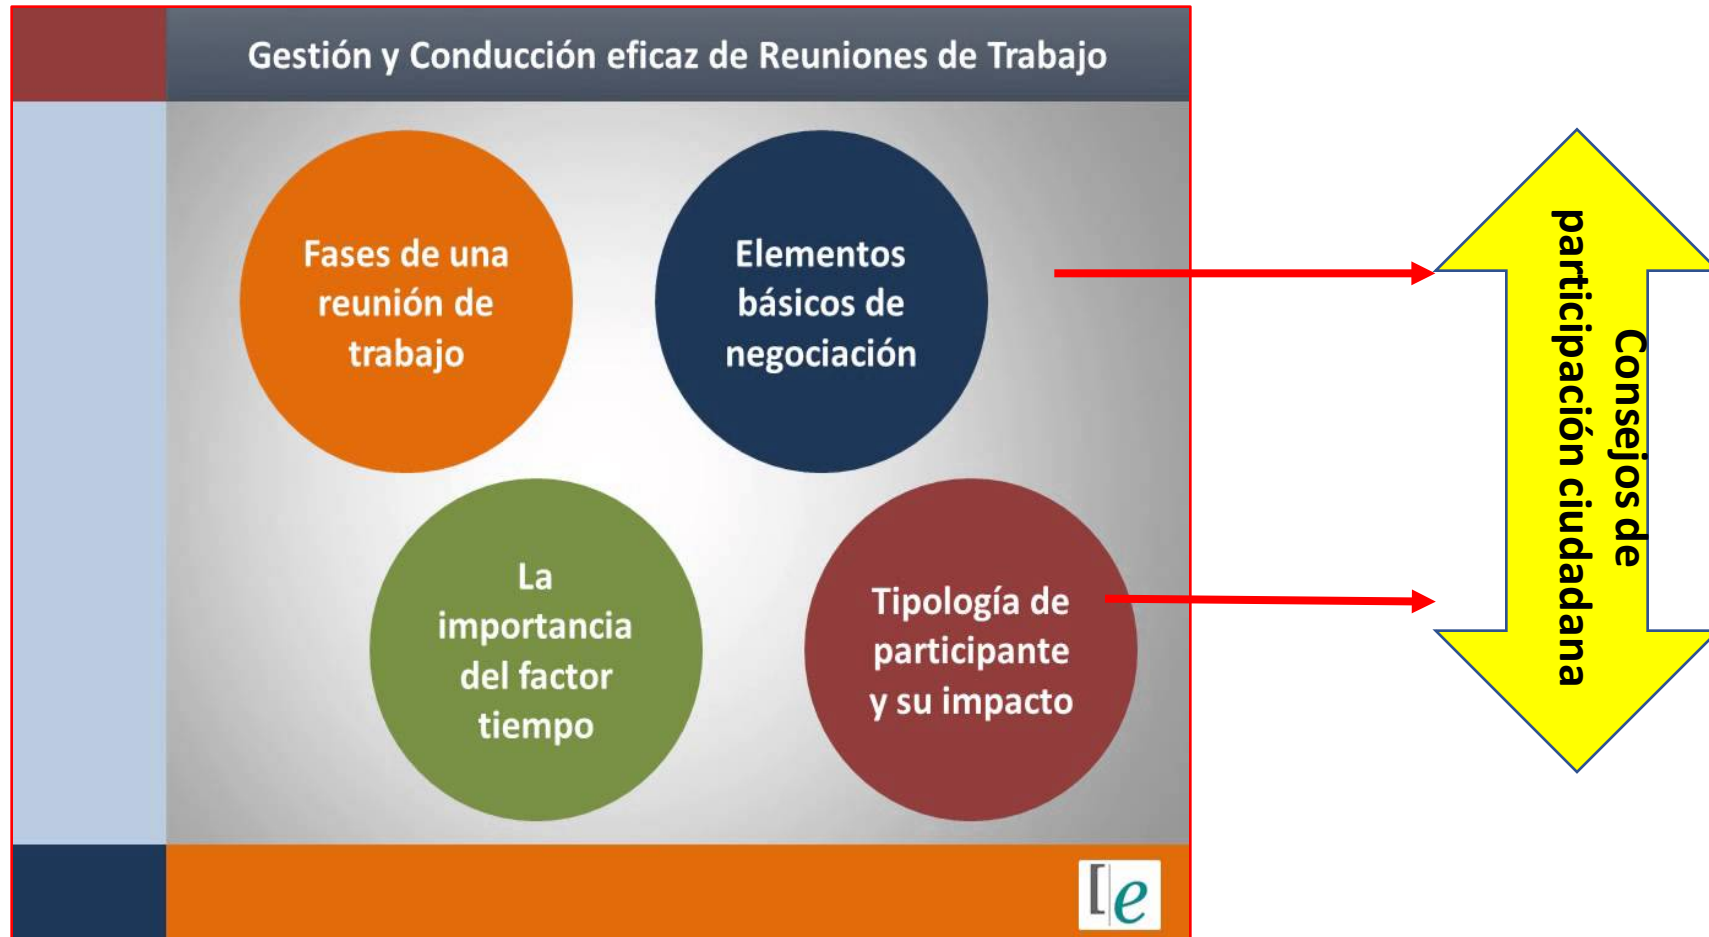 Gestión y Conducción eficaz de Reuniones de Trabajo
Fases de una
reunión de
trabajo
Elementos
básicos de
negociación
La
importancia
del factor
tiempo
Tipología de
participante
y su impacto
Consejos de
participación ciudadana
[e